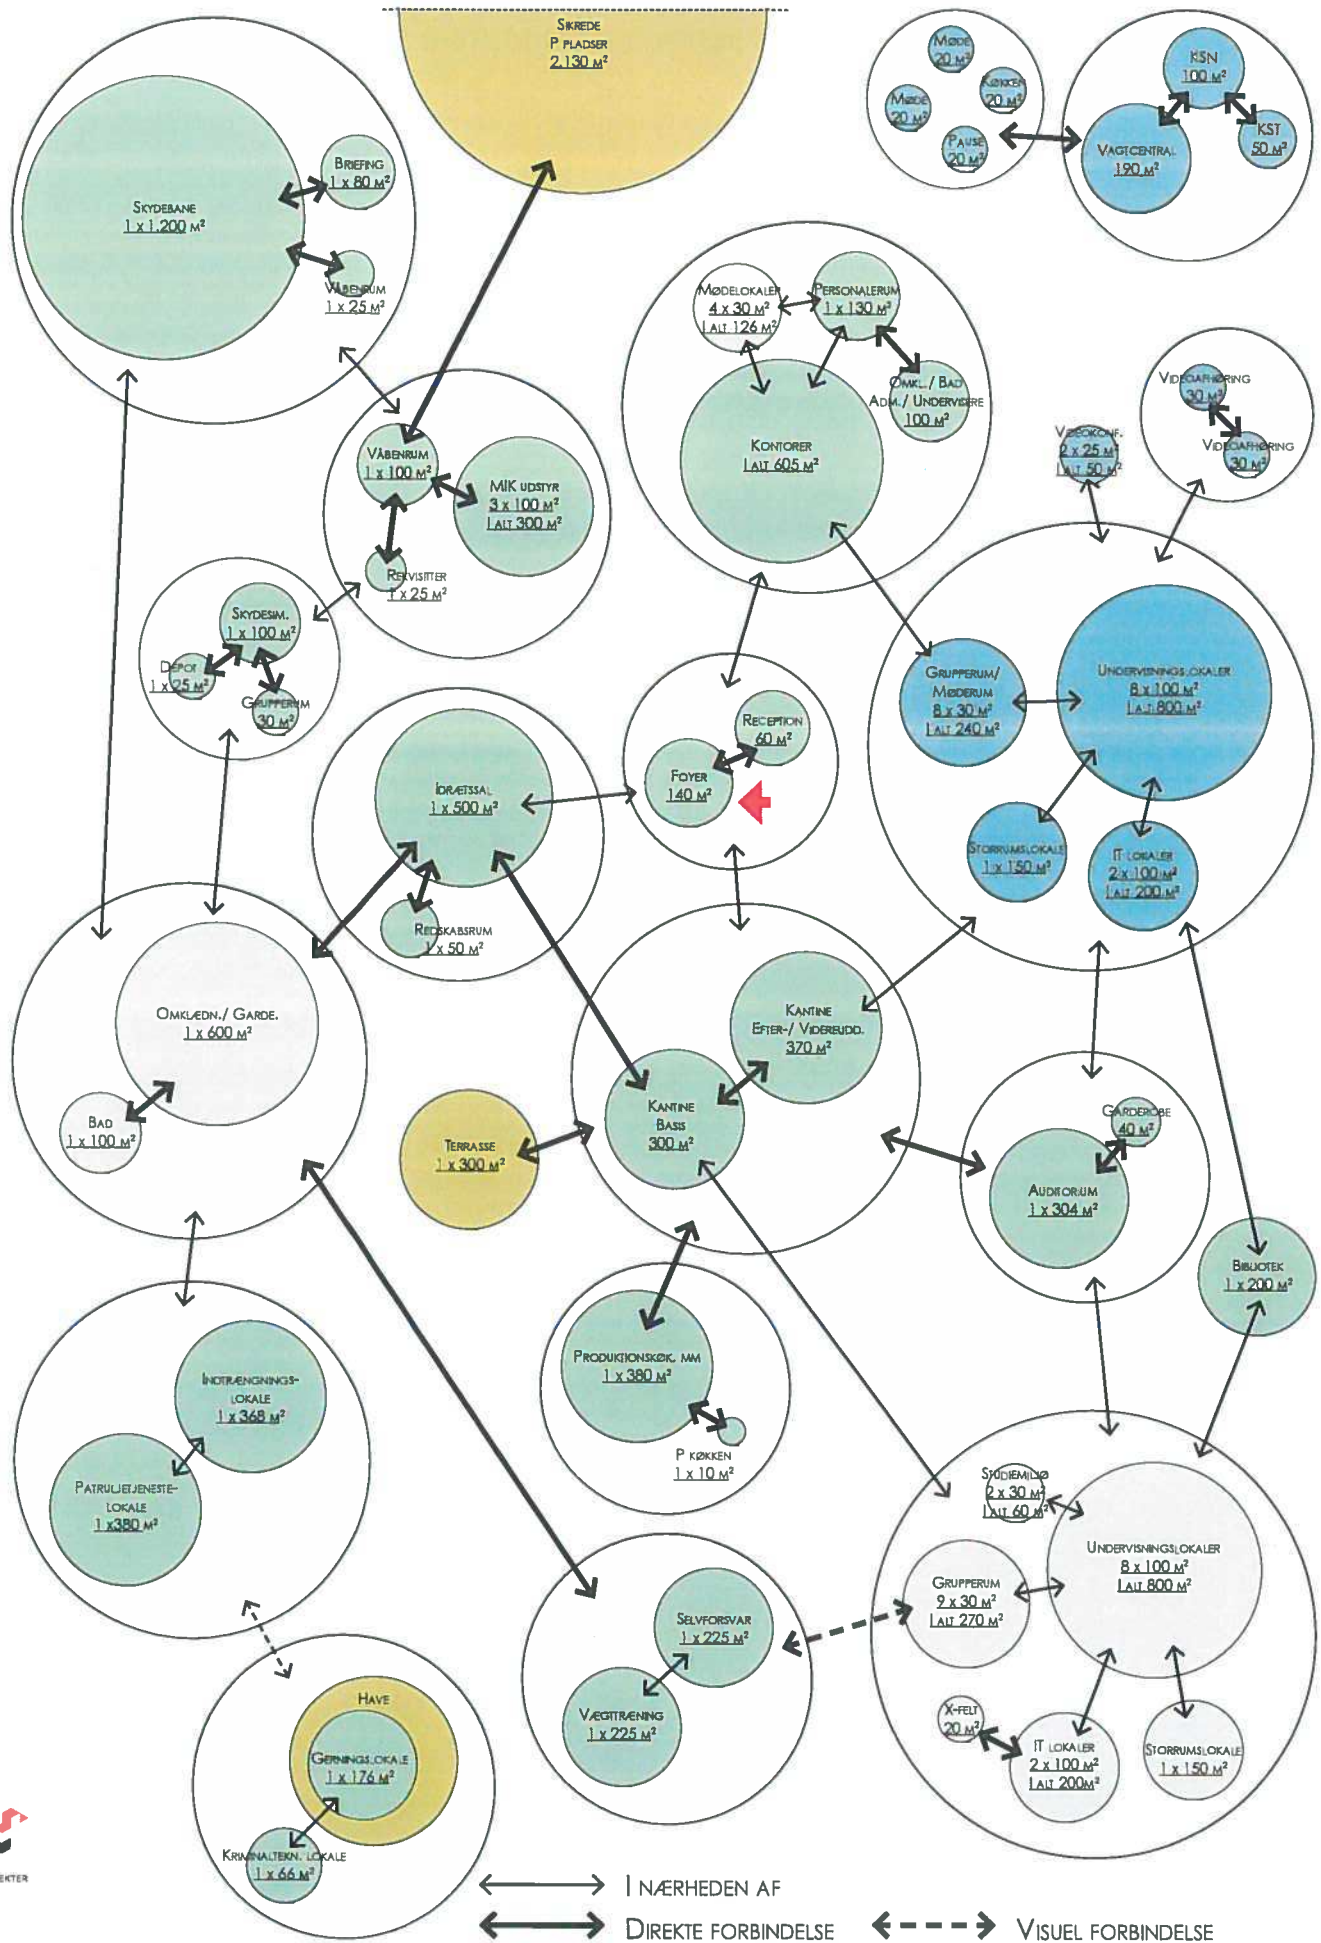 Sikrede
P pladser
2.130 m²
Møde
20 m²
Køkken
20 m²
Møde
20 m²
Pause
20 m²
KSN
100 m²
KST
50 m²
Vagtcentral
190 m²
Briefing
1 x 80 m²
Skydebane
1 x 1.200 m²
Våbenrum
1 x 25 m²
Mødelokaler
4 x 30 m²
I alt 126 m²
Personalerum
1 x 130 m²
Omkl./ Bad
Adm./ Undervisere
100 m²
Kontorer
I alt 605 m²
Videoafhøring
30 m²
Videoafhøring
30 m²
Videokonf.
2 x 25 m²
I alt 50 m²
Våbenrum
1 x 100 m²
MIK udstyr
3 x 100 m²
I alt 300 m²
Rekvisitter
1 x 25 m²
Skydesim.
1 x 100 m²
Depot
1 x 25 m²
Grupperum
30 m²
Grupperum/
Møderum
8 x 30 m²
I alt 240 m²
Undervisningslokaler
8 x 100 m²
I alt 800 m²
Storrumslokale
1 x 150 m²
IT lokaler
2 x 100 m²
I alt 200 m²
Reception
60 m²
Foyer
140 m²
Idrætssal
1 x 500 m²
Redskabsrum
1 x 50 m²
Omklædn./ Garde.
1 x 600 m²
Bad
1 x 100 m²
Kantine
Efter-/ Videreudd.
370 m²
Kantine
Basis
300 m²
Terrasse
1 x 300 m²
Garderobe
40 m²
Auditorium
1 x 304 m²
Bibliotek
1 x 200 m²
Produktionskøk. mm
1 x 380 m²
P køkken
1 x 10 m²
Indtrængnings-
lokale
1 x 368 m²
Patruljetjeneste-
lokale
1 x380 m²
Studiemiljø
2 x 30 m²
I alt 60 m²
Undervisningslokaler
8 x 100 m²
I alt 800 m²
Grupperum
9 x 30 m²
I alt 270 m²
X-felt
20 m²
IT lokaler
2 x 100 m²
I alt 200m²
Storrumslokale
1 x 150 m²
Selvforsvar
1 x 225 m²
Vægttræning
1 x 225 m²
Have
Gerningslokale
1 x 176 m²
Kriminaltekn. lokale
1 x 66 m²
EKTER
I nærheden af
Direkte forbindelse
Visuel forbindelse